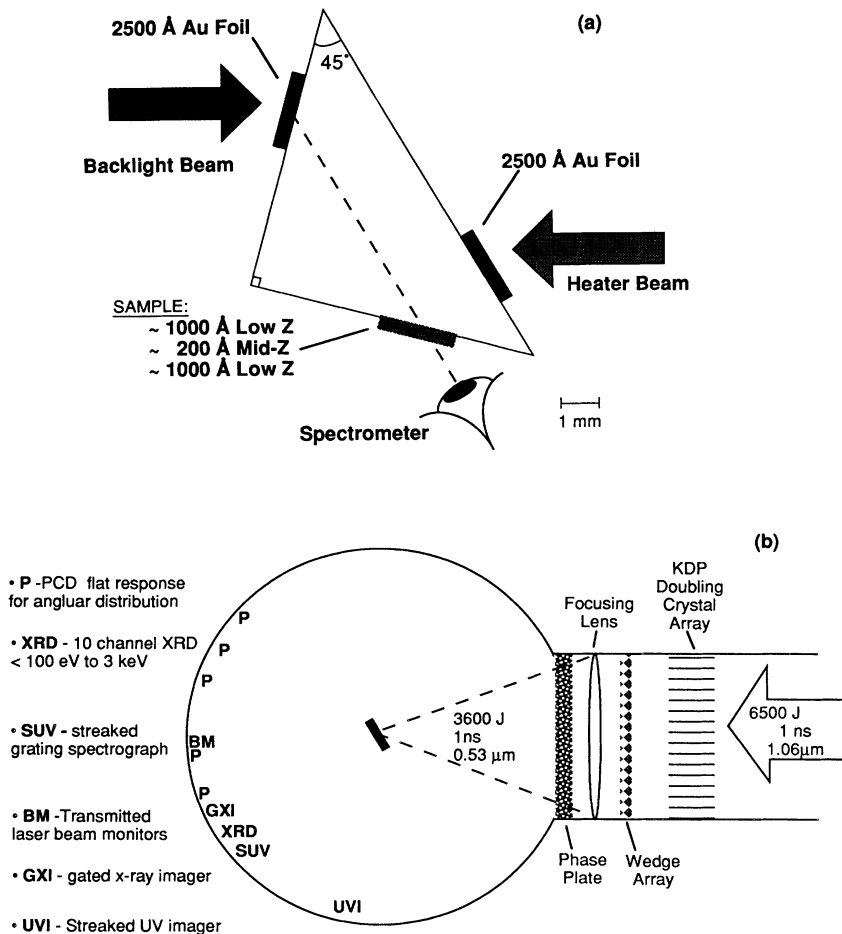 (a)
2500 Å Au Foil
45°
Backlight Beam
2500 Å Au Foil
Heater Beam
SAMPLE:
~ 1000 Å Low Z
~ 200 Å Mid-Z
~ 1000 Å Low Z
Spectrometer
1 mm
(b)
• P -PCD flat response
for angluar distribution
• XRD - 10 channel XRD
< 100 eV to 3 keV
• SUV - streaked
grating spectrograph
• BM -Transmitted
laser beam monitors
• GXI - gated x-ray imager
• UVI - Streaked UV imager
P
P
P
BM
P
P
GXI
XRD
SUV
UVI
3600 J
1ns
0.53 μm
Focusing
Lens
KDP
Doubling
Crystal
Array
6500 J
1 ns
1.06μm
Phase
Plate
Wedge
Array